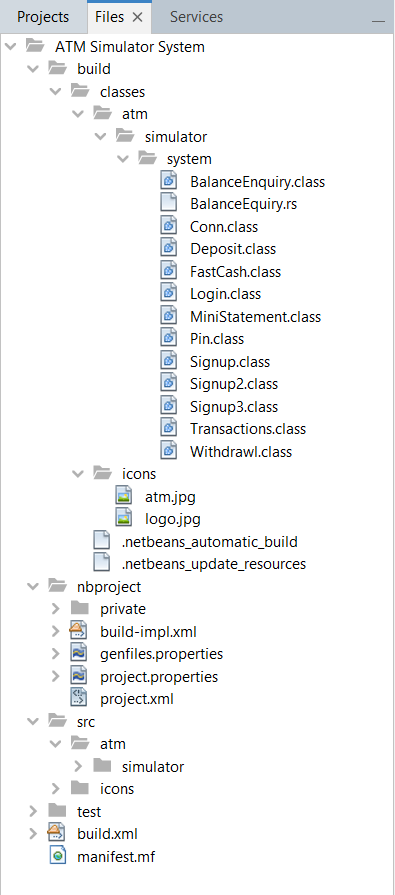 Projects Files Services
ATM Simulator System
build
classes
atm
simulator
system
BalanceEnquiry.class
BalanceEquiry.rs
Conn.class
Deposit.class
FastCash.class
Login.class
MiniStatement.class
Pin.class
Signup.class
Signup2.class
Signup3.class
Transactions.class
Withdrawl.class
icons
atm.jpg
logo.jpg
.netbeans_automatic_build
.netbeans_update_resources
nbproject
private
build-impl.xml
genfiles.properties
project.properties
project.xml
src
atm
simulator
icons
test
build.xml
manifest.mf